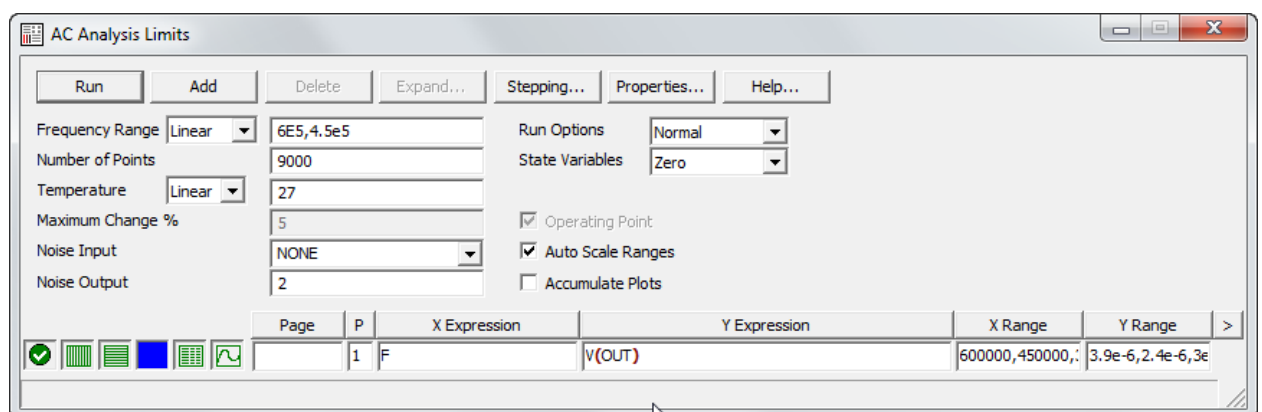 AC Analysis Limits
Run Add Delete Expand... Stepping... Properties... Help...
Frequency Range Linear 6E5,4.5e5 Run Options Normal
Number of Points 9000 State Variables Zero
Temperature Linear 27
Maximum Change % 5 Operating Point
Noise Input NONE Auto Scale Ranges
Noise Output 2 Accumulate Plots
Page P X Expression Y Expression X Range Y Range >
1 F V(OUT) 600000,450000, 3.9e-6,2.4e-6,3e